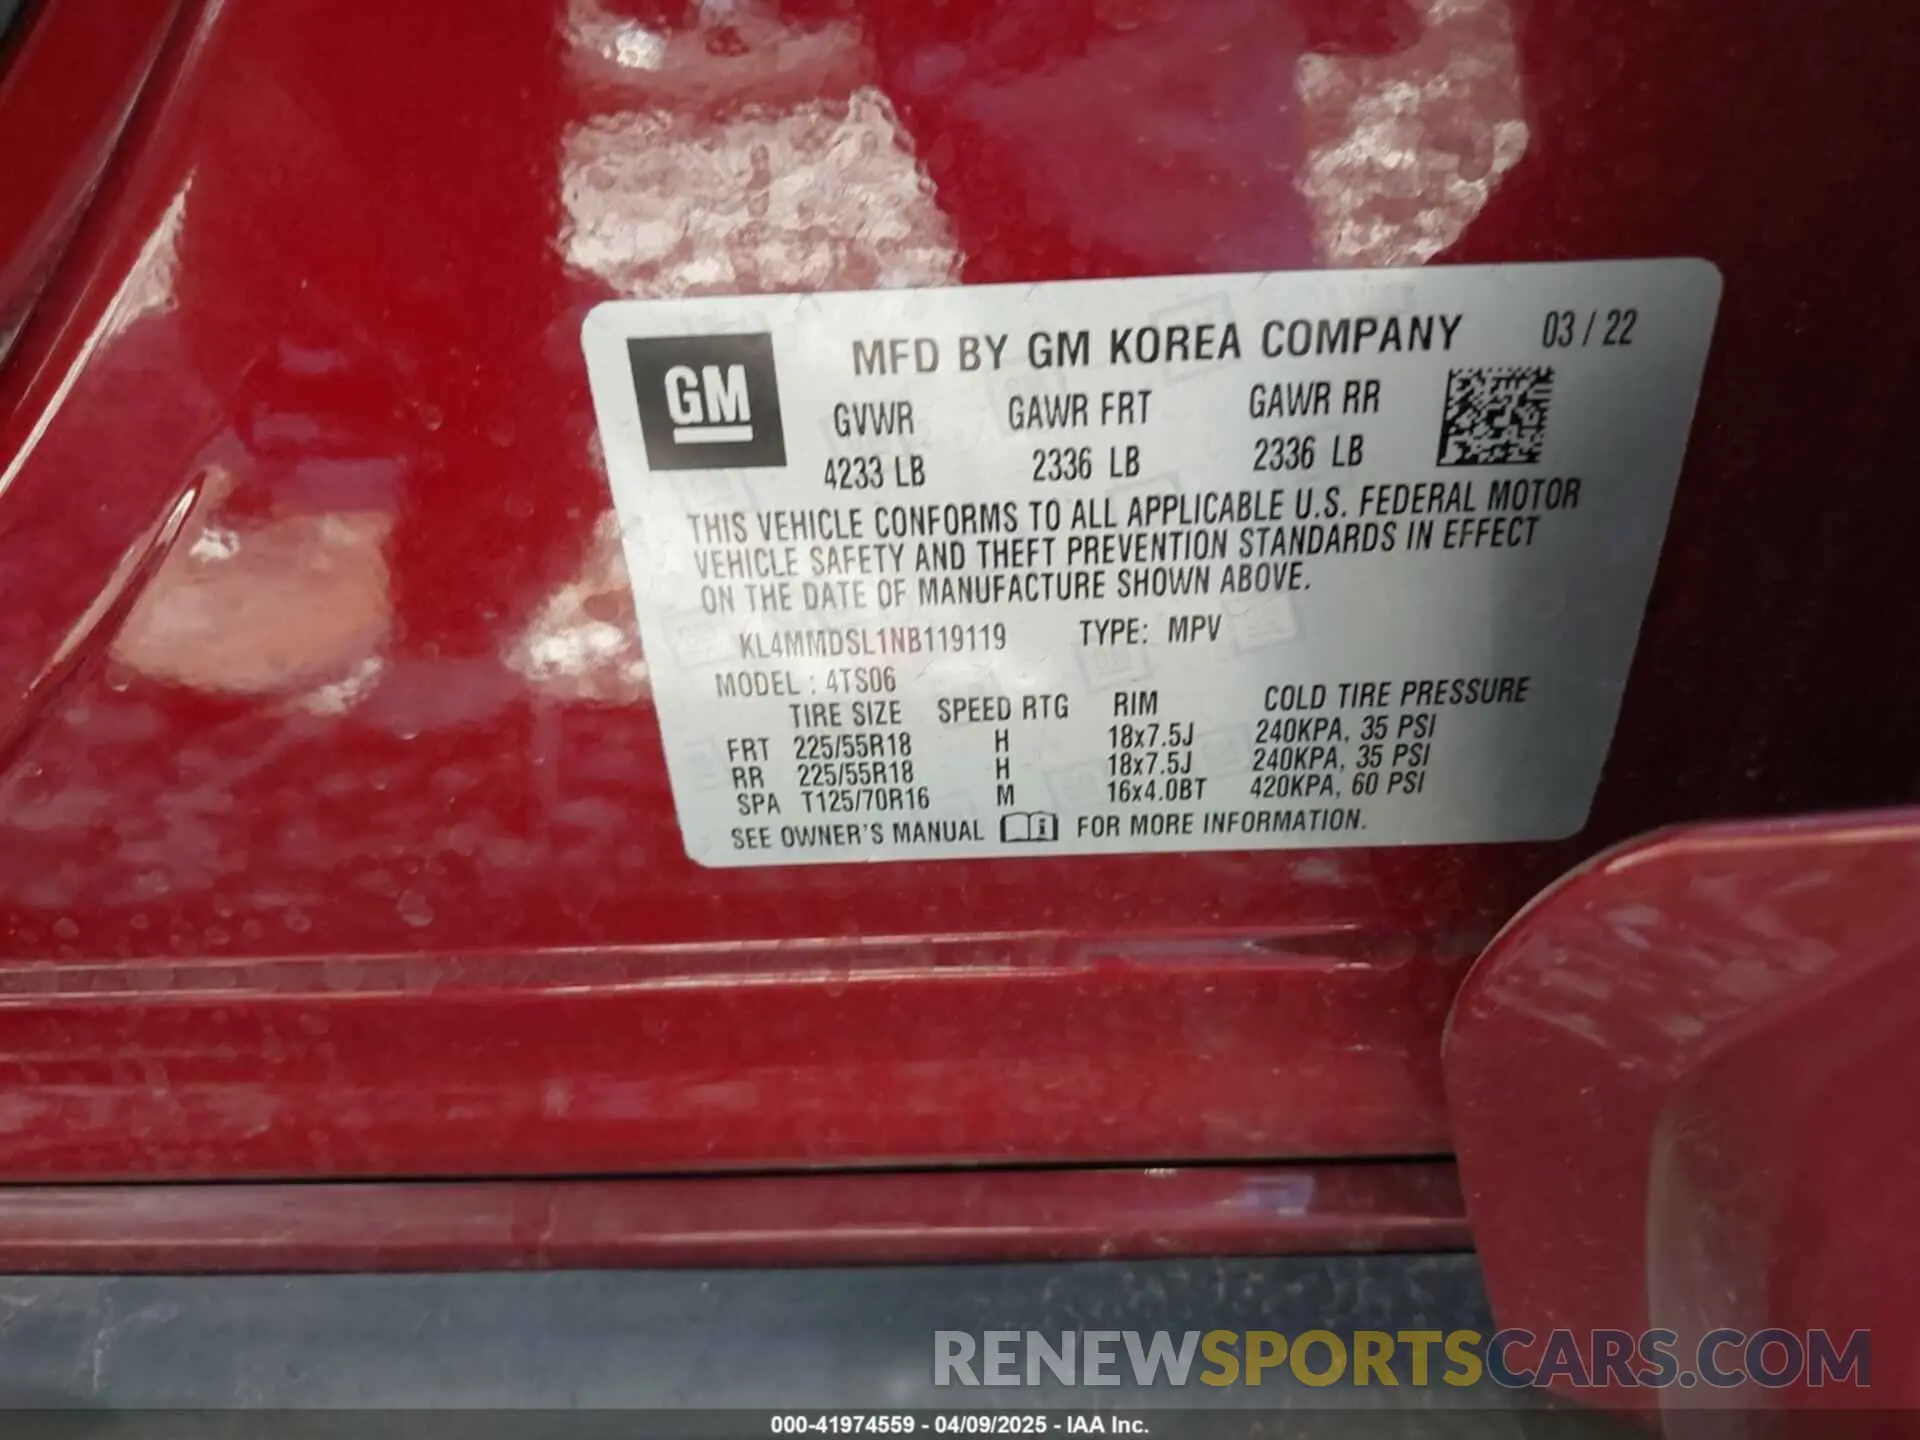 GM
MFD BY GM KOREA COMPANY 03 / 22
GVWR GAWR FRT GAWR RR
4233 LB 2336 LB 2336 LB
THIS VEHICLE CONFORMS TO ALL APPLICABLE U.S. FEDERAL MOTOR
VEHICLE SAFETY AND THEFT PREVENTION STANDARDS IN EFFECT
ON THE DATE OF MANUFACTURE SHOWN ABOVE.
KL4MMDSL1NB119119 TYPE: MPV
MODEL : 4TS06
TIRE SIZE SPEED RTG RIM COLD TIRE PRESSURE
FRT 225/55R18 H 18x7.5J 240KPA, 35 PSI
RR 225/55R18 H 18x7.5J 240KPA, 35 PSI
SPA T125/70R16 M 16x4.0BT 420KPA, 60 PSI
SEE OWNER'S MANUAL i FOR MORE INFORMATION.
RENEWSPORTSCARS.COM
000-41974559 - 04/09/2025 - IAA Inc.